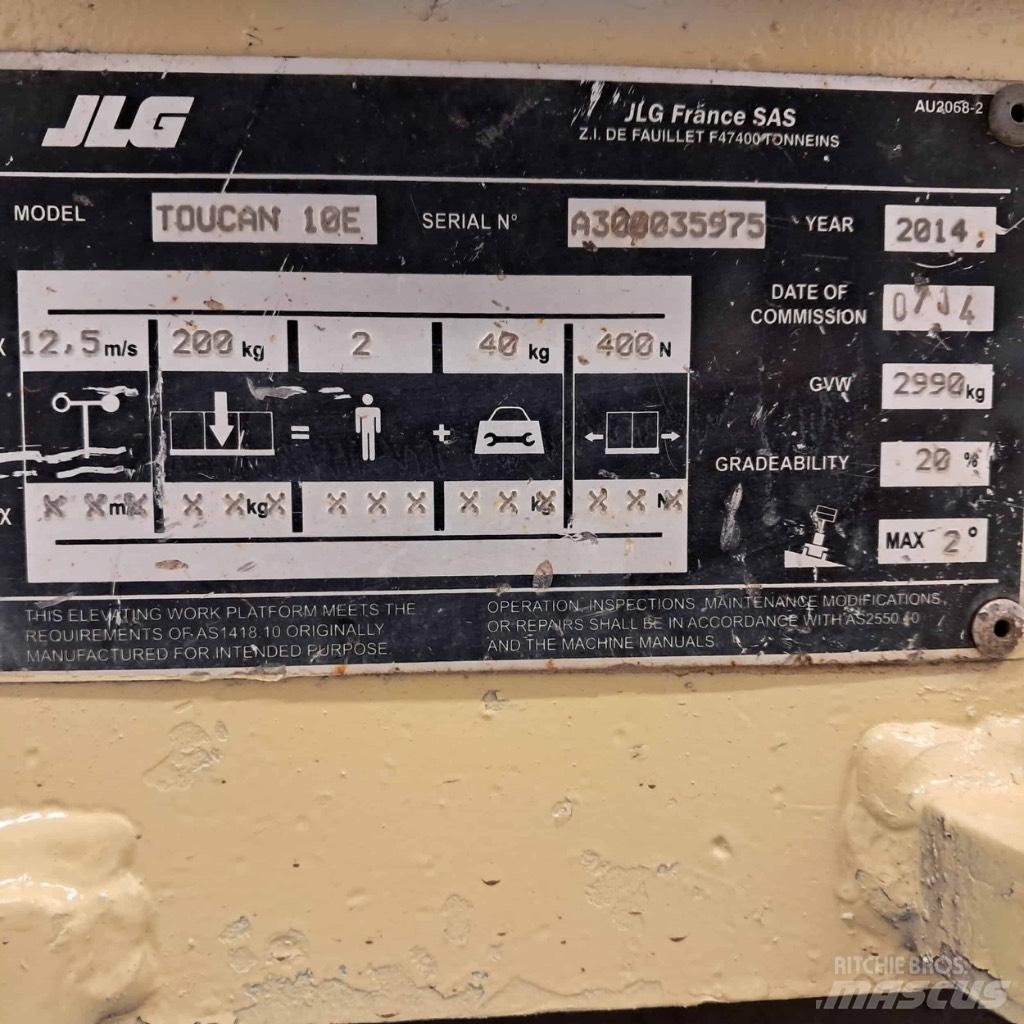 JLG
JLG France SAS
Z.I. DE FAUILLET F47400 TONNEINS
AU2068-2
MODEL TOUCAN 10E SERIAL N° A300035975 YEAR 2014,
DATE OF COMMISSION 07 14
X 12,5 m/s 200 kg 2 40 kg 400 N
GVW 2990 kg
= +
GRADEABILITY 20 %
X X X m X X X kg X X X X X X kg X X X X N X
MAX 2°
THIS ELEVATING WORK PLATFORM MEETS THE
REQUIREMENTS OF AS1418.10 ORIGINALLY
MANUFACTURED FOR INTENDED PURPOSE.
OPERATION, INSPECTIONS, MAINTENANCE MODIFICATIONS,
OR REPAIRS SHALL BE IN ACCORDANCE WITH AS2550.10
AND THE MACHINE MANUALS.
RITCHIE BROS.
MASCUS